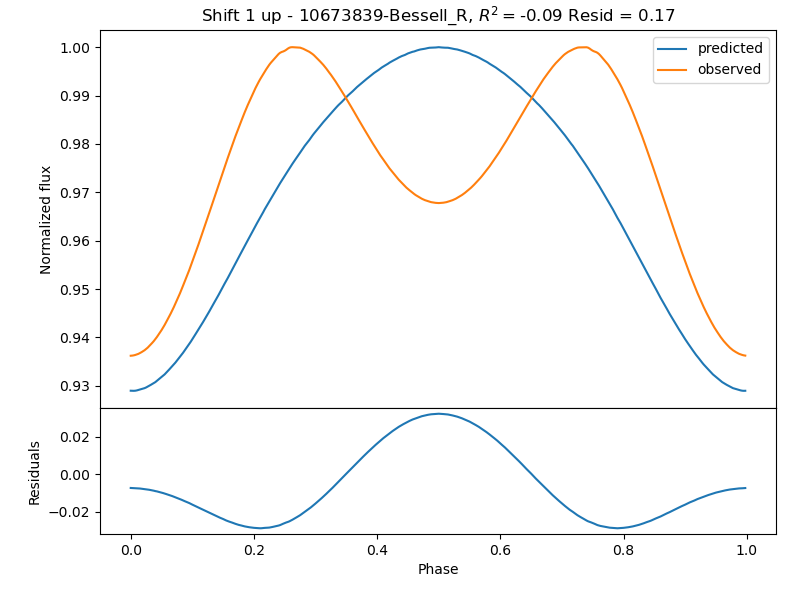 Shift 1 up - 10673839-Bessell_R, $R^2$ = -0.09 Resid = 0.17
predicted
observed
Normalized flux
1.00
0.99
0.98
0.97
0.96
0.95
0.94
0.93
Residuals
0.02
0.00
−0.02
0.0 0.2 0.4 0.6 0.8 1.0
Phase